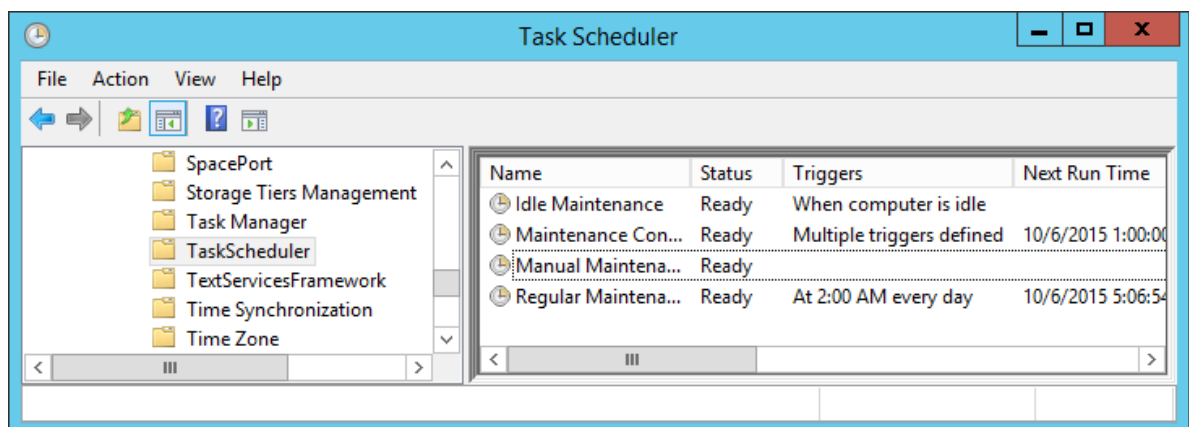 Task Scheduler
File Action View Help
SpacePort
Storage Tiers Management
Task Manager
TaskScheduler
TextServicesFramework
Time Synchronization
Time Zone
Name Status Triggers Next Run Time
Idle Maintenance Ready When computer is idle
Maintenance Con... Ready Multiple triggers defined 10/6/2015 1:00:00
Manual Maintena... Ready
Regular Maintena... Ready At 2:00 AM every day 10/6/2015 5:06:54